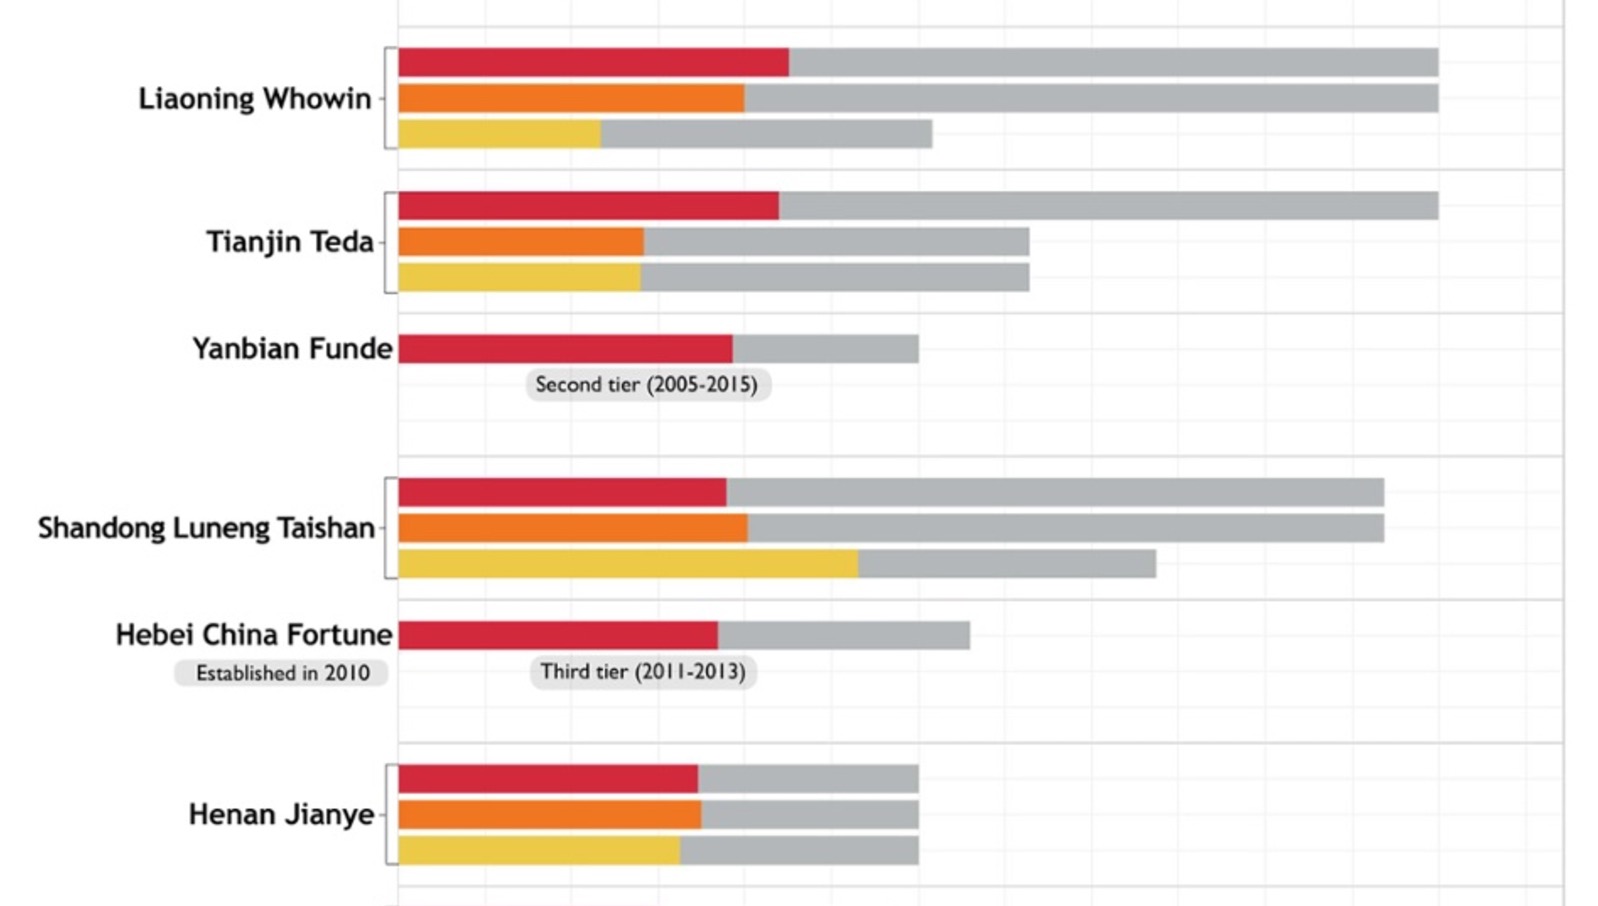 Liaoning Whowin
Tianjin Teda
Yanbian Funde
Second tier (2005-2015)
Shandong Luneng Taishan
Hebei China Fortune
Established in 2010
Third tier (2011-2013)
Henan Jianye